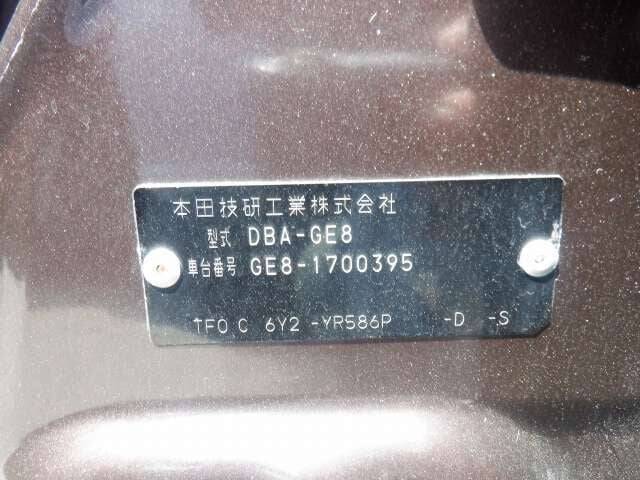 本田技研工業株式会社
型式 DBA-GE8
車台番号 GE8-1700395
TF0 C 6Y2 -YR586P -D -S